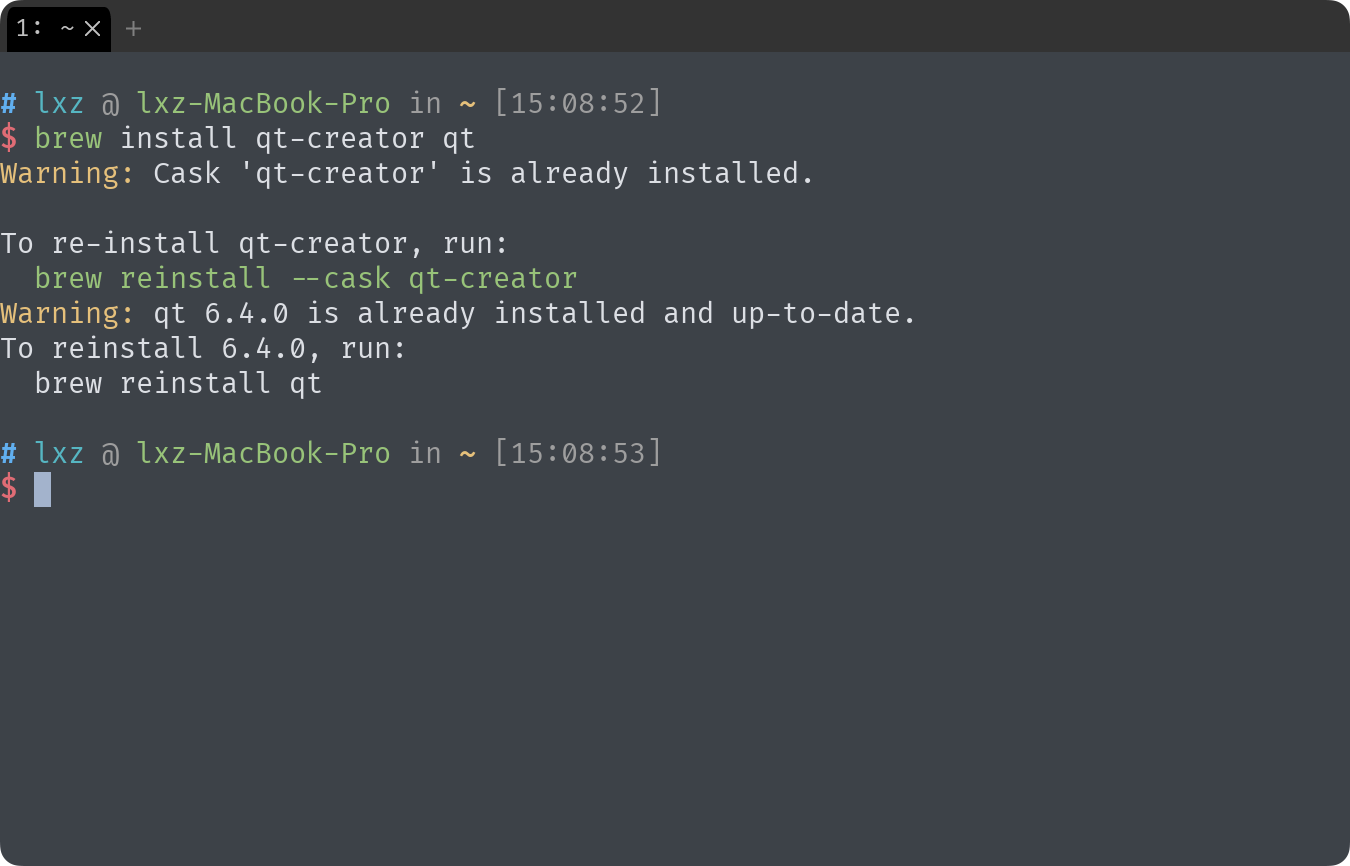 1: ~ × +
# lxz @ lxz-MacBook-Pro in ~ [15:08:52]
$ brew install qt-creator qt
Warning: Cask 'qt-creator' is already installed.
To re-install qt-creator, run:
  brew reinstall --cask qt-creator
Warning: qt 6.4.0 is already installed and up-to-date.
To reinstall 6.4.0, run:
  brew reinstall qt
# lxz @ lxz-MacBook-Pro in ~ [15:08:53]
$